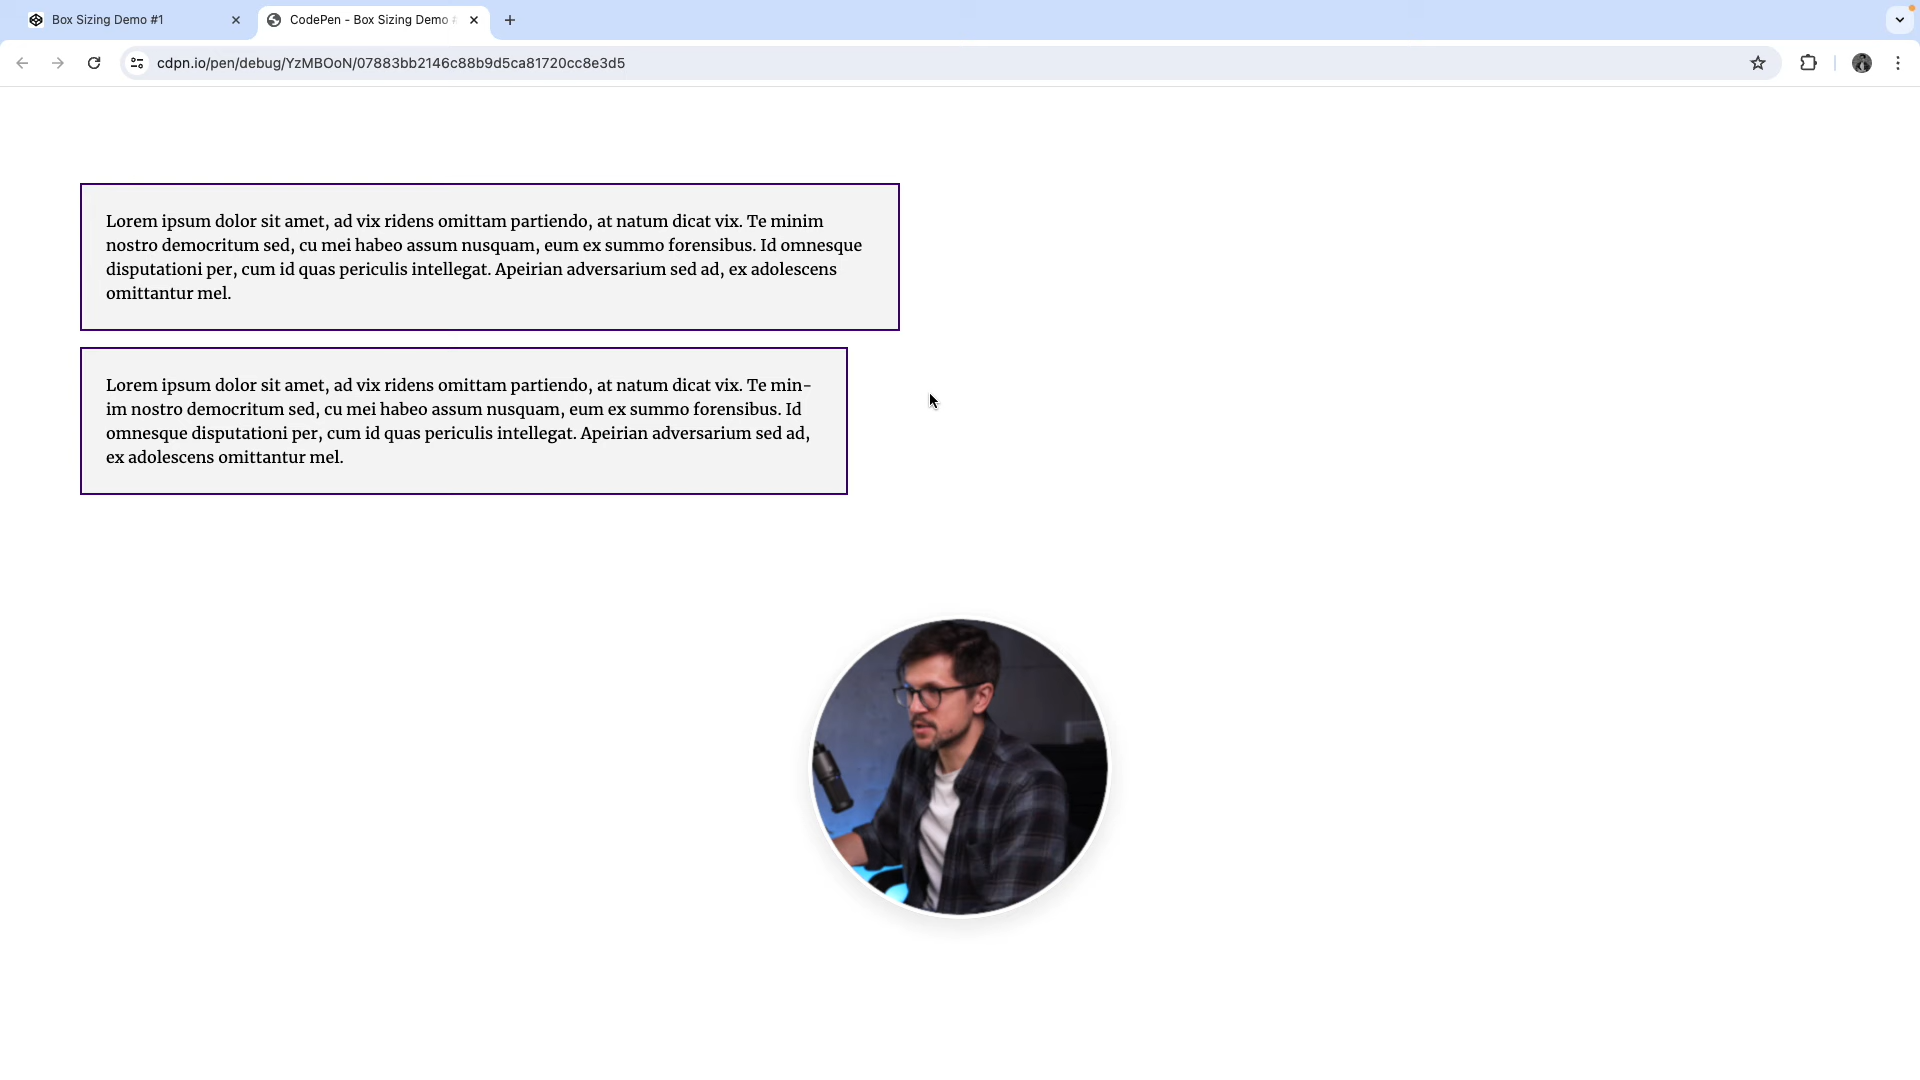 Box Sizing Demo #1
CodePen - Box Sizing Demo
cdpn.io/pen/debug/YzMBOoN/07883bb2146c88b9d5ca81720cc8e3d5
Lorem ipsum dolor sit amet, ad vix ridens omittam partiendo, at natum dicat vix. Te minim
nostro democritum sed, cu mei habeo assum nusquam, eum ex summo forensibus. Id omnesque
disputationi per, cum id quas periculis intellegat. Apeirian adversarium sed ad, ex adolescens
omittantur mel.
Lorem ipsum dolor sit amet, ad vix ridens omittam partiendo, at natum dicat vix. Te min-
im nostro democritum sed, cu mei habeo assum nusquam, eum ex summo forensibus. Id
omnesque disputationi per, cum id quas periculis intellegat. Apeirian adversarium sed ad,
ex adolescens omittantur mel.